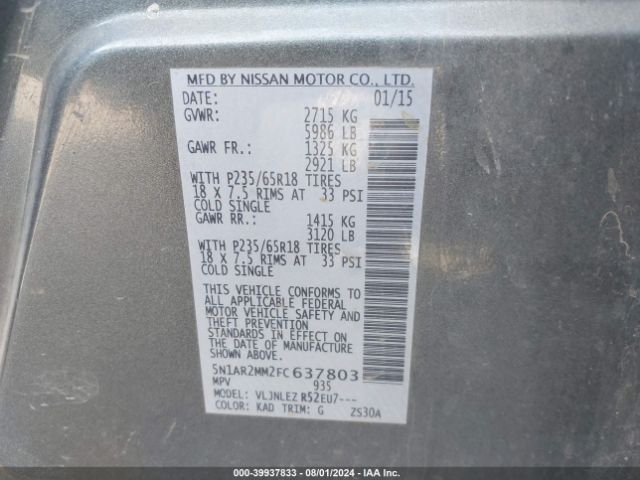 MFD BY NISSAN MOTOR CO., LTD.
DATE: 01/15
GVWR: 2715 KG
5986 LB
GAWR FR.: 1325 KG
2921 LB
WITH P235/65R18 TIRES
18 X 7.5 RIMS AT 33 PSI
COLD SINGLE
GAWR RR.: 1415 KG
3120 LB
WITH P235/65R18 TIRES
18 X 7.5 RIMS AT 33 PSI
COLD SINGLE
THIS VEHICLE CONFORMS TO
ALL APPLICABLE FEDERAL
MOTOR VEHICLE SAFETY AND
THEFT PREVENTION
STANDARDS IN EFFECT ON
THE DATE OF MANUFACTURE
SHOWN ABOVE.
5N1AR2MM2FC637803
MPV 935
MODEL: VLJNLEZ R52EU7---
COLOR: KAD TRIM: G ZS30A
000-39937833 - 08/01/2024 - IAA Inc.